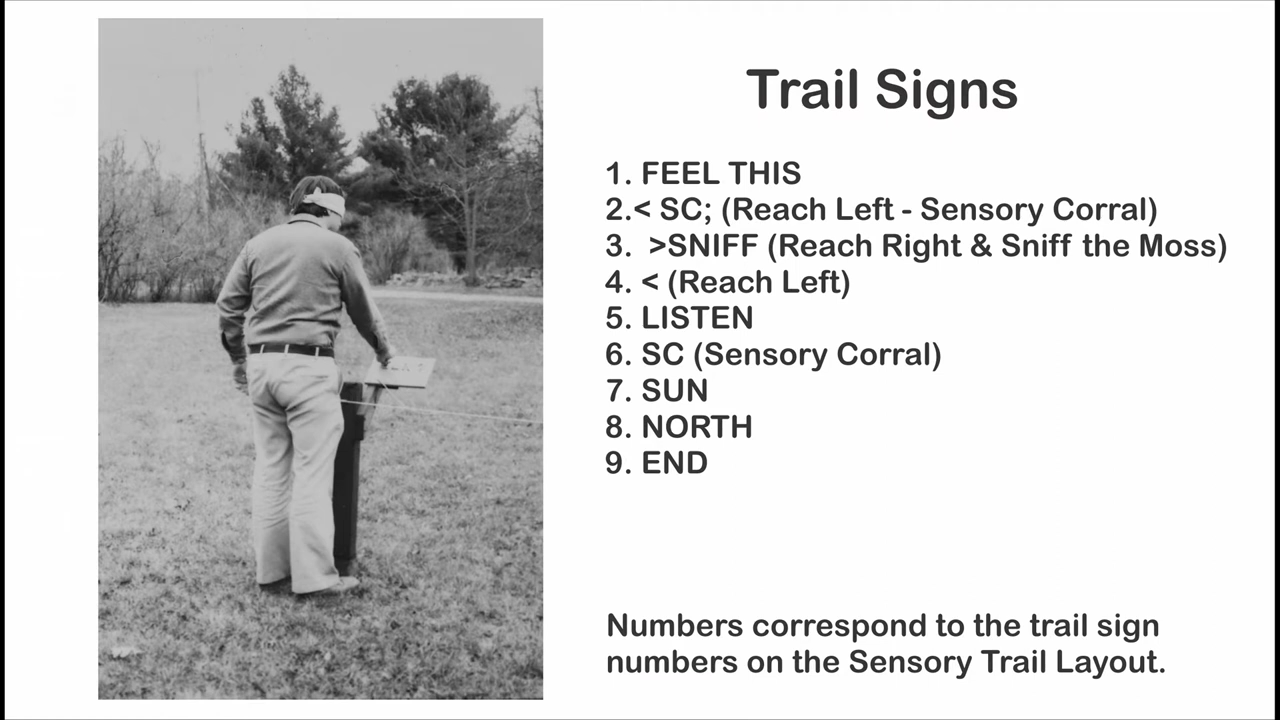 Trail Signs
1. FEEL THIS
2.< SC; (Reach Left - Sensory Corral)
3. >SNIFF (Reach Right & Sniff the Moss)
4. < (Reach Left)
5. LISTEN
6. SC (Sensory Corral)
7. SUN
8. NORTH
9. END
Numbers correspond to the trail sign
numbers on the Sensory Trail Layout.